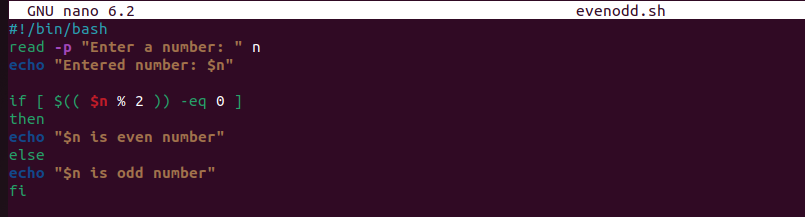 GNU nano 6.2 evenodd.sh
#!/bin/bash
read -p "Enter a number: " n
echo "Entered number: $n"
if [ $(( $n % 2 )) -eq 0 ]
then
echo "$n is even number"
else
echo "$n is odd number"
fi